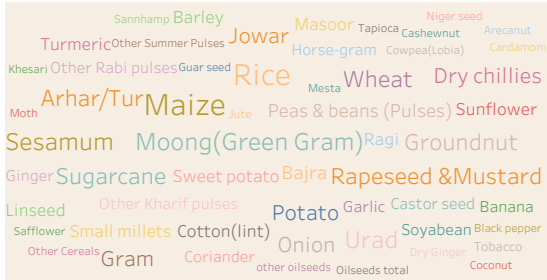 Sannhamp Barley Masoor Tapioca Niger seed
Turmeric Other Summer Pulses Jowar Cashewnut Arecanut
Horse-gram Cowpea(Lobia) Cardamom
Khesari Other Rabi pulses Guar seed Rice Mesta Wheat Dry chillies
Moth Arhar/Tur Maize Jute Peas & beans (Pulses) Sunflower
Sesamum Moong(Green Gram) Ragi Groundnut
Ginger Sugarcane Sweet potato Bajra Rapeseed &Mustard
Linseed Other Kharif pulses Potato Garlic Castor seed Banana
Safflower Small millets Cotton(lint) Onion Urad Soyabean Black pepper
Other Cereals Gram Coriander Dry Ginger Tobacco
other oilseeds Oilseeds total Coconut